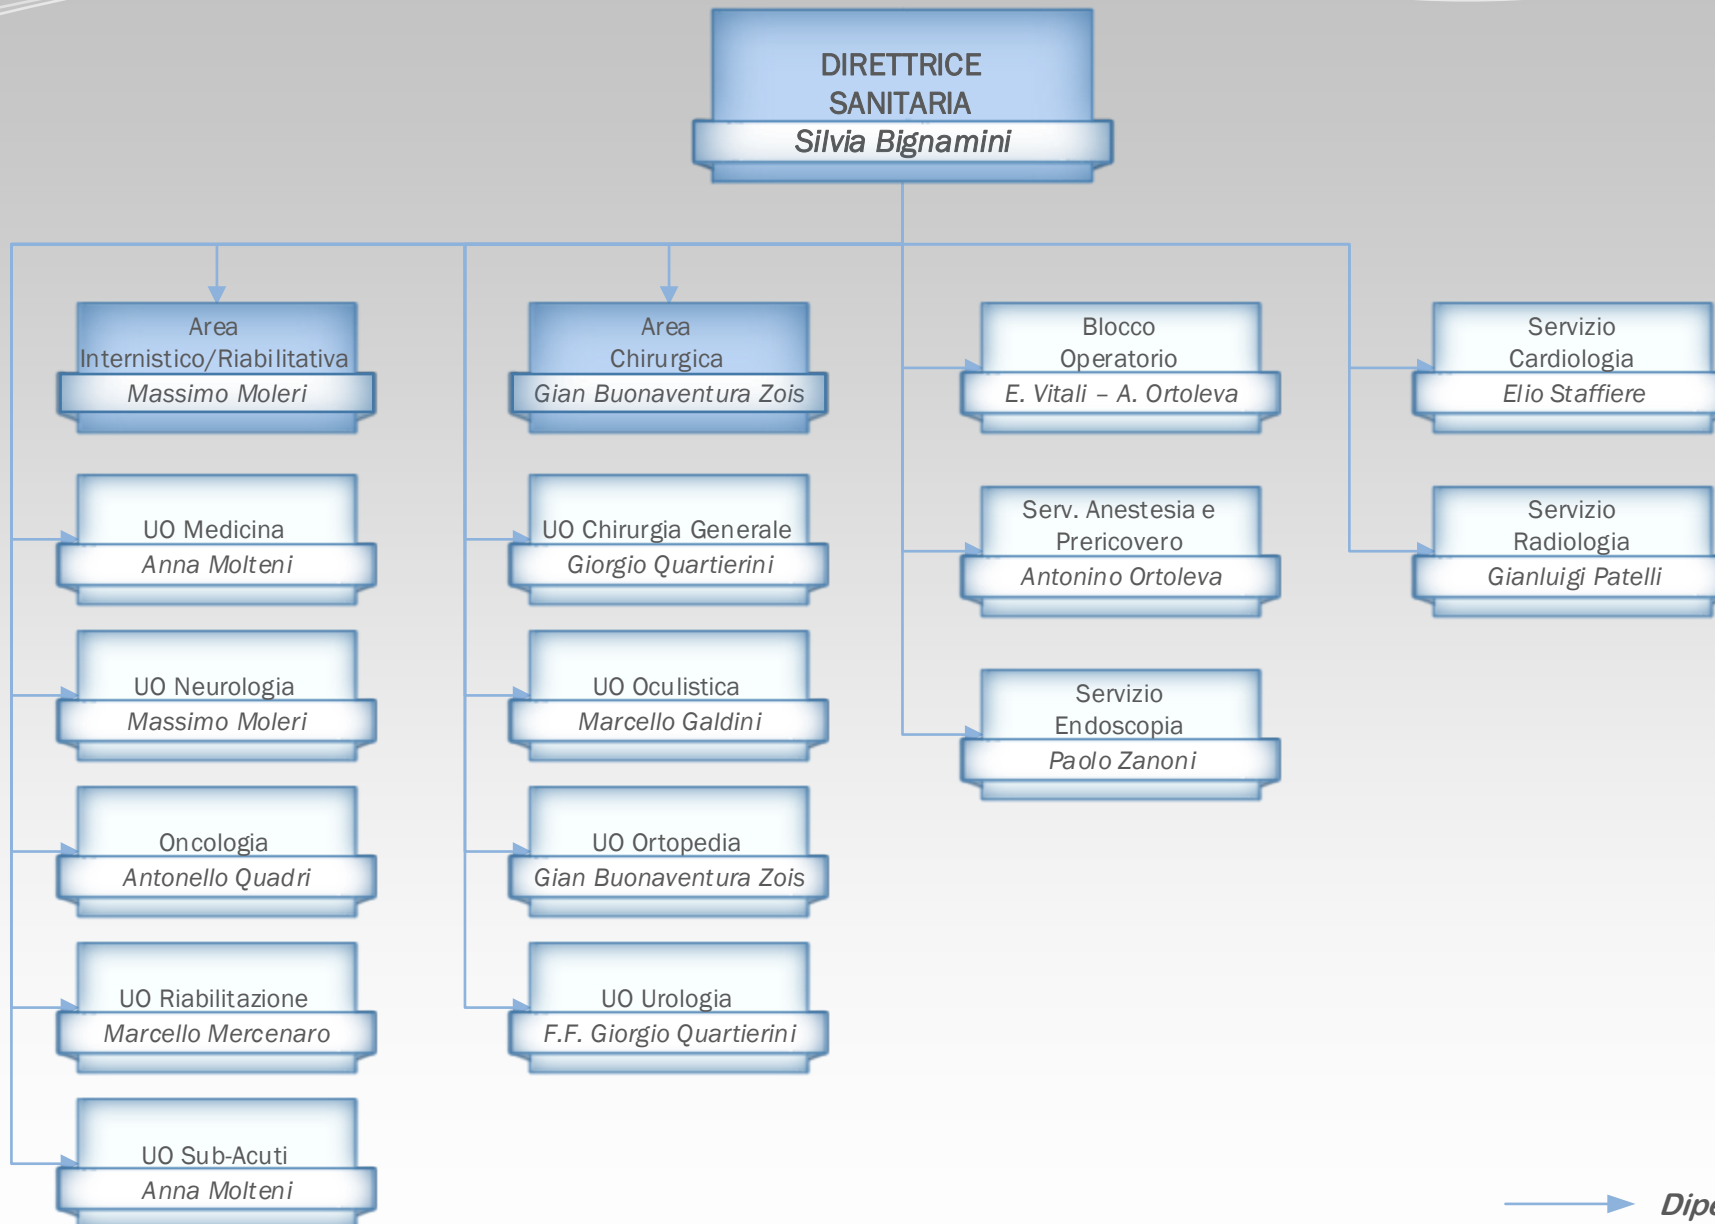 DIRETTRICE
SANITARIA
Silvia Bignamini
Area
Internistico/Riabilitativa
Massimo Moleri
Area
Chirurgica
Gian Buonaventura Zois
Blocco
Operatorio
E. Vitali – A. Ortoleva
Servizio
Cardiologia
Elio Staffiere
UO Medicina
Anna Molteni
UO Chirurgia Generale
Giorgio Quartierini
Serv. Anestesia e
Prericovero
Antonino Ortoleva
Servizio
Radiologia
Gianluigi Patelli
UO Neurologia
Massimo Moleri
UO Oculistica
Marcello Galdini
Servizio
Endoscopia
Paolo Zanoni
Oncologia
Antonello Quadri
UO Ortopedia
Gian Buonaventura Zois
UO Riabilitazione
Marcello Mercenaro
UO Urologia
F.F. Giorgio Quartierini
UO Sub-Acuti
Anna Molteni